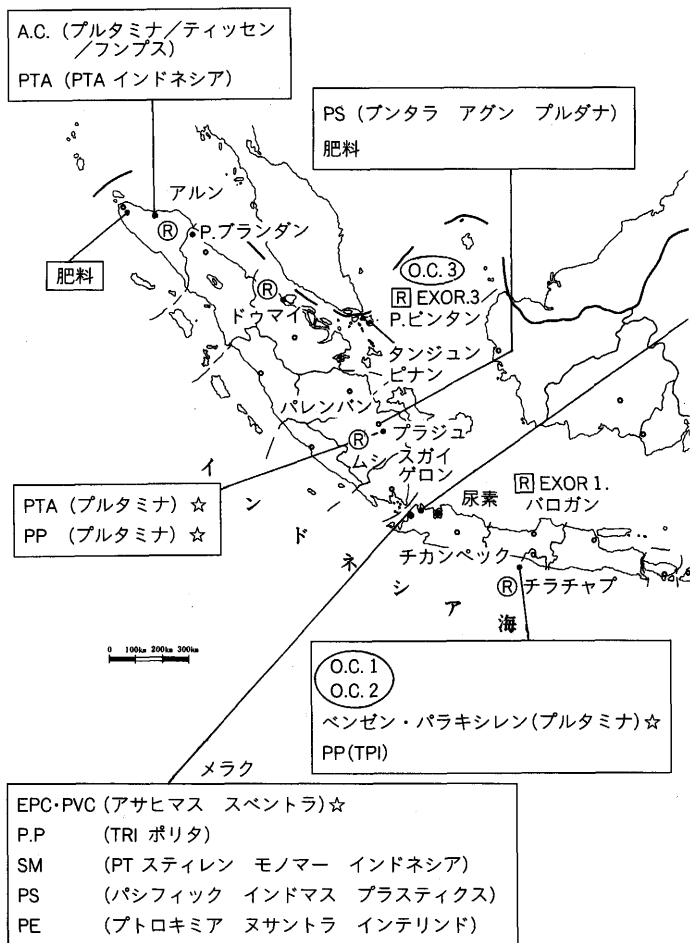 A.C. (プルタミナ/ティッセン
/フンプス)
PTA (PTA インドネシア)
PS (プンタラ アグン プルダナ)
肥料
アルン
Ⓡ
P.ブランダン
肥料
O.C.3
Ⓡ
R EXOR.3
ドゥマイ
P.ビンタン
タンジュン
ピナン
パレンバン
Ⓡ
プラジュ
ムシ
スガイ
ゲロン
PTA (プルタミナ) ☆
PP (プルタミナ) ☆
尿素
R EXOR 1.
バロガン
チカンペック
Ⓡ チラチャプ
インドネシア海
0 100km 200km 300km
O.C.1
O.C.2
ベンゼン・パラキシレン(プルタミナ)☆
PP(TPI)
メラク
EPC・PVC (アサヒマス スベントラ)☆
P.P (TRI ポリタ)
SM (PT スティレン モノマー インドネシア)
PS (パシフィック インドマス プラスティクス)
PE (プトロキミア ヌサントラ インテリンド)